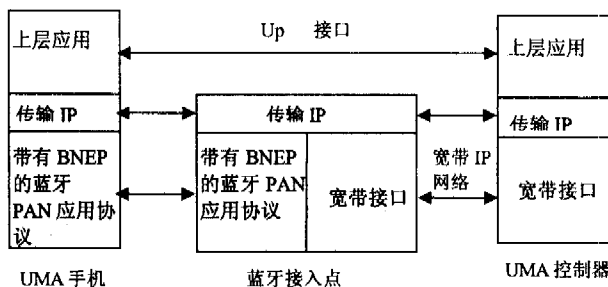 上层应用
Up 接口
上层应用
传输 IP
传输 IP
传输 IP
带有 BNEP
的蓝牙
PAN 应用协
议
带有 BNEP
的蓝牙 PAN
应用协议
宽带接口
宽带 IP
网络
宽带接口
UMA 手机
蓝牙接入点
UMA 控制器